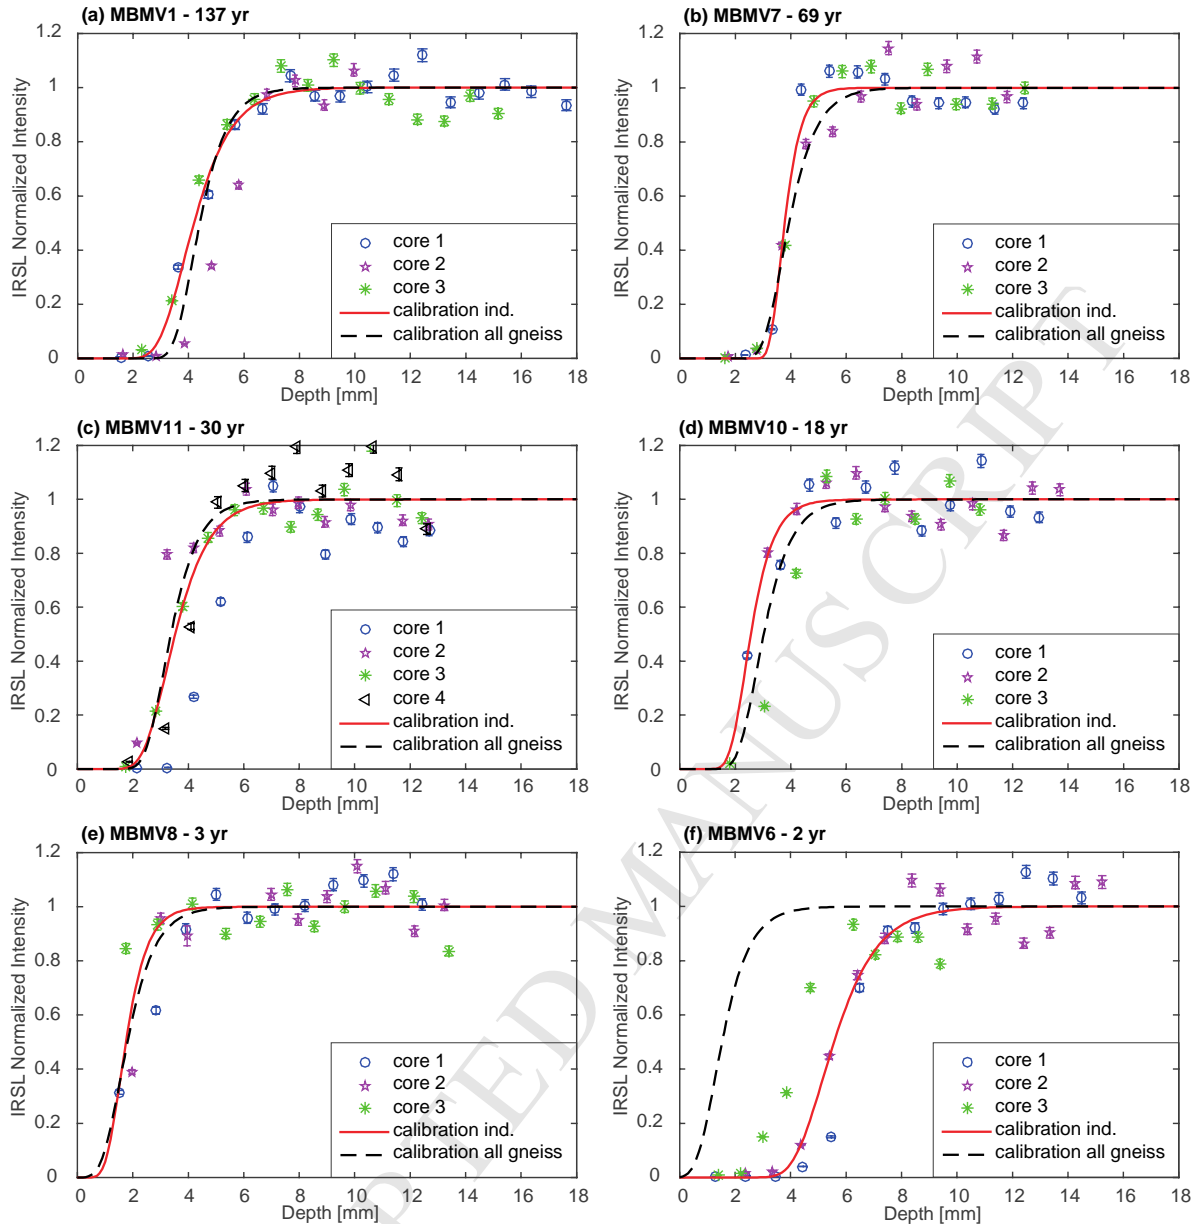 (a) MBMV1 - 137 yr
IRSL Normalized Intensity
1.2
1
0.8
0.6
0.4
0.2
0
0 2 4 6 8 10 12 14 16 18
Depth [mm]
core 1
core 2
core 3
calibration ind.
calibration all gneiss
(b) MBMV7 - 69 yr
IRSL Normalized Intensity
1.2
1
0.8
0.6
0.4
0.2
0
0 2 4 6 8 10 12 14 16 18
Depth [mm]
core 1
core 2
core 3
calibration ind.
calibration all gneiss
(c) MBMV11 - 30 yr
IRSL Normalized Intensity
1.2
1
0.8
0.6
0.4
0.2
0
0 2 4 6 8 10 12 14 16 18
Depth [mm]
core 1
core 2
core 3
core 4
calibration ind.
calibration all gneiss
(d) MBMV10 - 18 yr
IRSL Normalized Intensity
1.2
1
0.8
0.6
0.4
0.2
0
0 2 4 6 8 10 12 14 16 18
Depth [mm]
core 1
core 2
core 3
calibration ind.
calibration all gneiss
(e) MBMV8 - 3 yr
IRSL Normalized Intensity
1.2
1
0.8
0.6
0.4
0.2
0
0 2 4 6 8 10 12 14 16 18
Depth [mm]
core 1
core 2
core 3
calibration ind.
calibration all gneiss
(f) MBMV6 - 2 yr
IRSL Normalized Intensity
1.2
1
0.8
0.6
0.4
0.2
0
0 2 4 6 8 10 12 14 16 18
Depth [mm]
core 1
core 2
core 3
calibration ind.
calibration all gneiss
PTED MANUSCRIPT